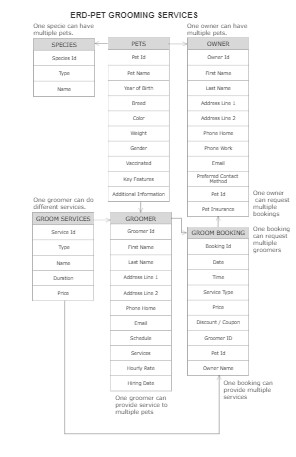 ERD-PET GROOMING SERVICES
One specie can have
multiple pets.
One owner can have
multiple pets.
SPECIES
Species Id
Type
Name
PETS
Pet Id
Pet Name
Year of Birth
Breed
Color
Weight
Gender
Vaccinated
Key Features
Additional Information
OWNER
Owner Id
First Name
Last Name
Address Line 1
Address Line 2
Phone Home
Phone Work
Email
Preferred Contact
Method
Pet Id
Pet Insurance
One owner
can request
multiple
bookings
One groomer can do
different services.
GROOM SERVICES
Service Id
Type
Name
Duration
Price
GROOMER
Groomer Id
First Name
Last Name
Address Line 1
Address Line 2
Phone Home
Email
Schedule
Services
Hourly Rate
Hiring Date
One groomer can
provide service to
multiple pets
GROOM BOOKING
Booking Id
Date
Time
Service Type
Price
Discount / Coupon
Groomer ID
Pet Id
Owner Name
One booking
can request
multiple
groomers
One booking can
provide multiple
services